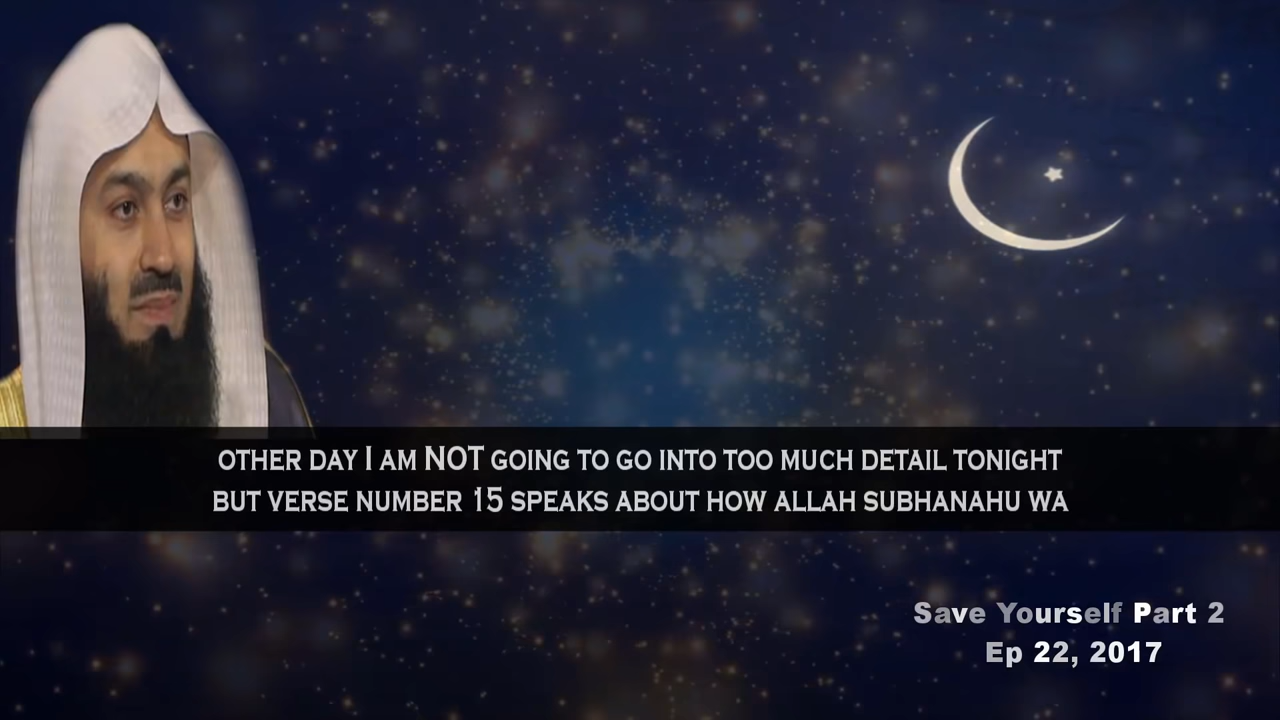 OTHER DAY I AM NOT GOING TO GO INTO TOO MUCH DETAIL TONIGHT
BUT VERSE NUMBER 15 SPEAKS ABOUT HOW ALLAH SUBHANAHU WA
Save Yourself Part 2
Ep 22, 2017